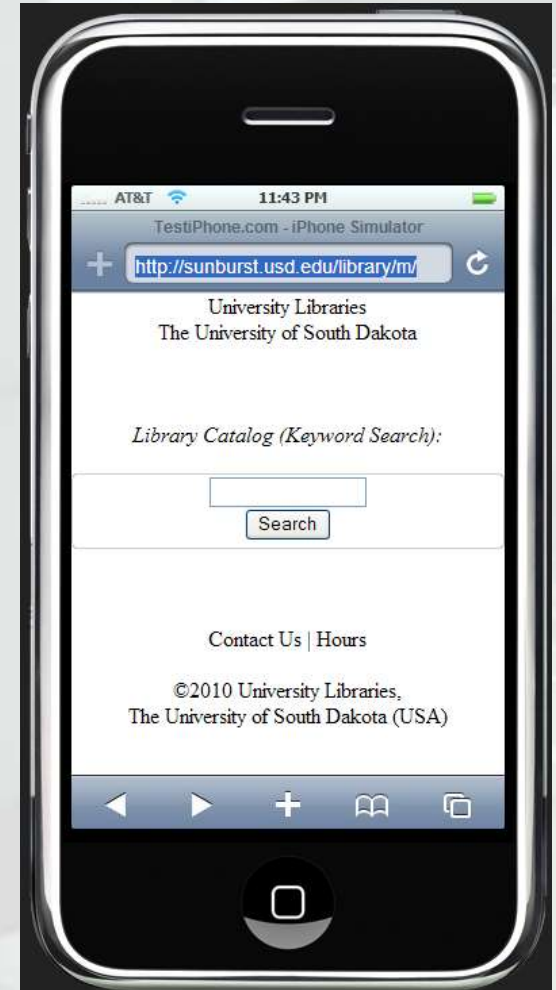 AT&T 11:43 PM
TestiPhone.com - iPhone Simulator
http://sunburst.usd.edu/library/m/
University Libraries
The University of South Dakota
Library Catalog (Keyword Search):
Search
Contact Us | Hours
©2010 University Libraries,
The University of South Dakota (USA)